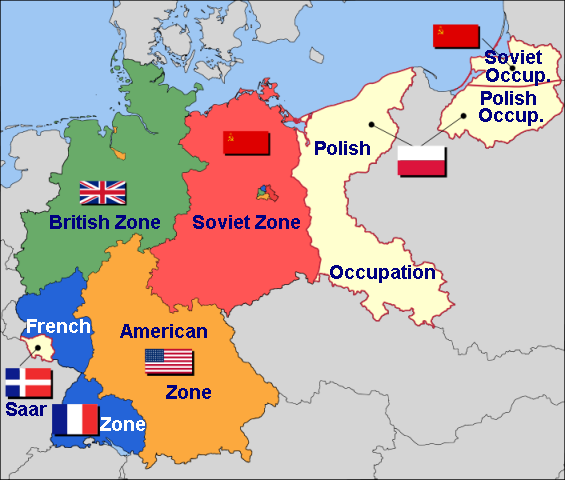 Soviet
Occup.
Polish
Occup.
Polish
British Zone
Soviet Zone
Occupation
French
American
Zone
Saar
Zone